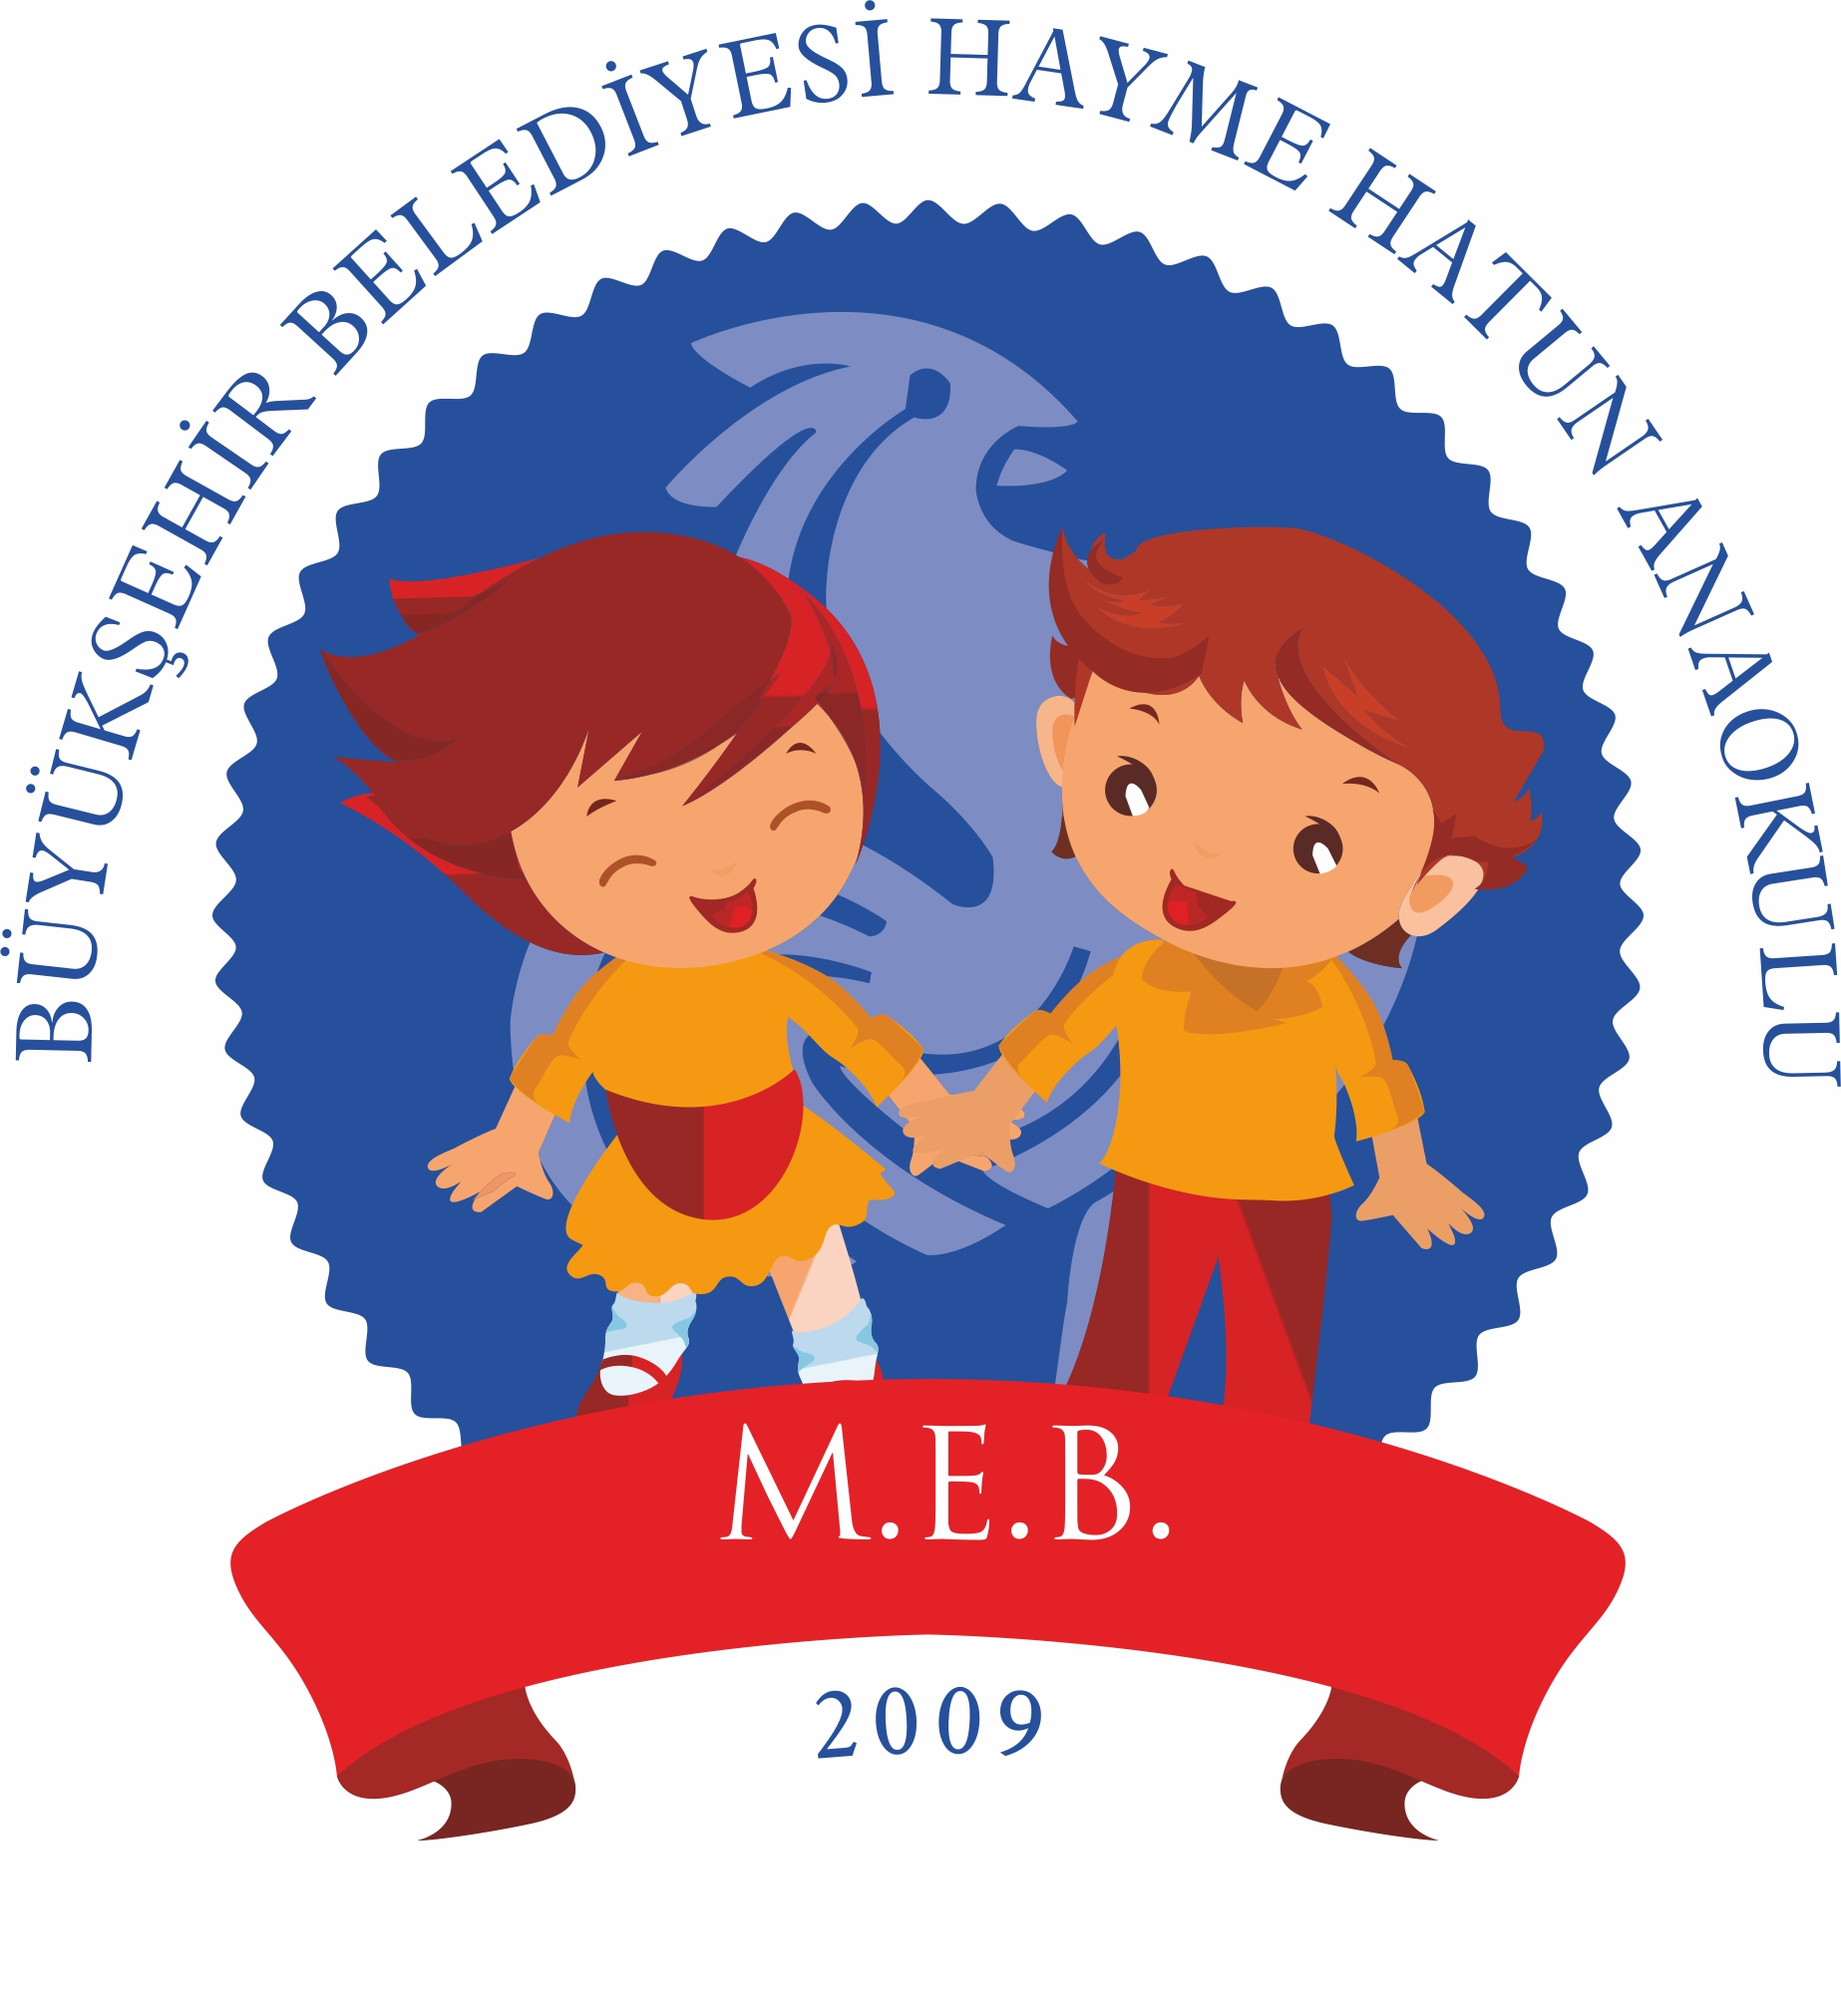 BÜYÜKŞEHİR BELEDİYESİ HAYME HATUN ANAOKULU
M.E.B.
2009